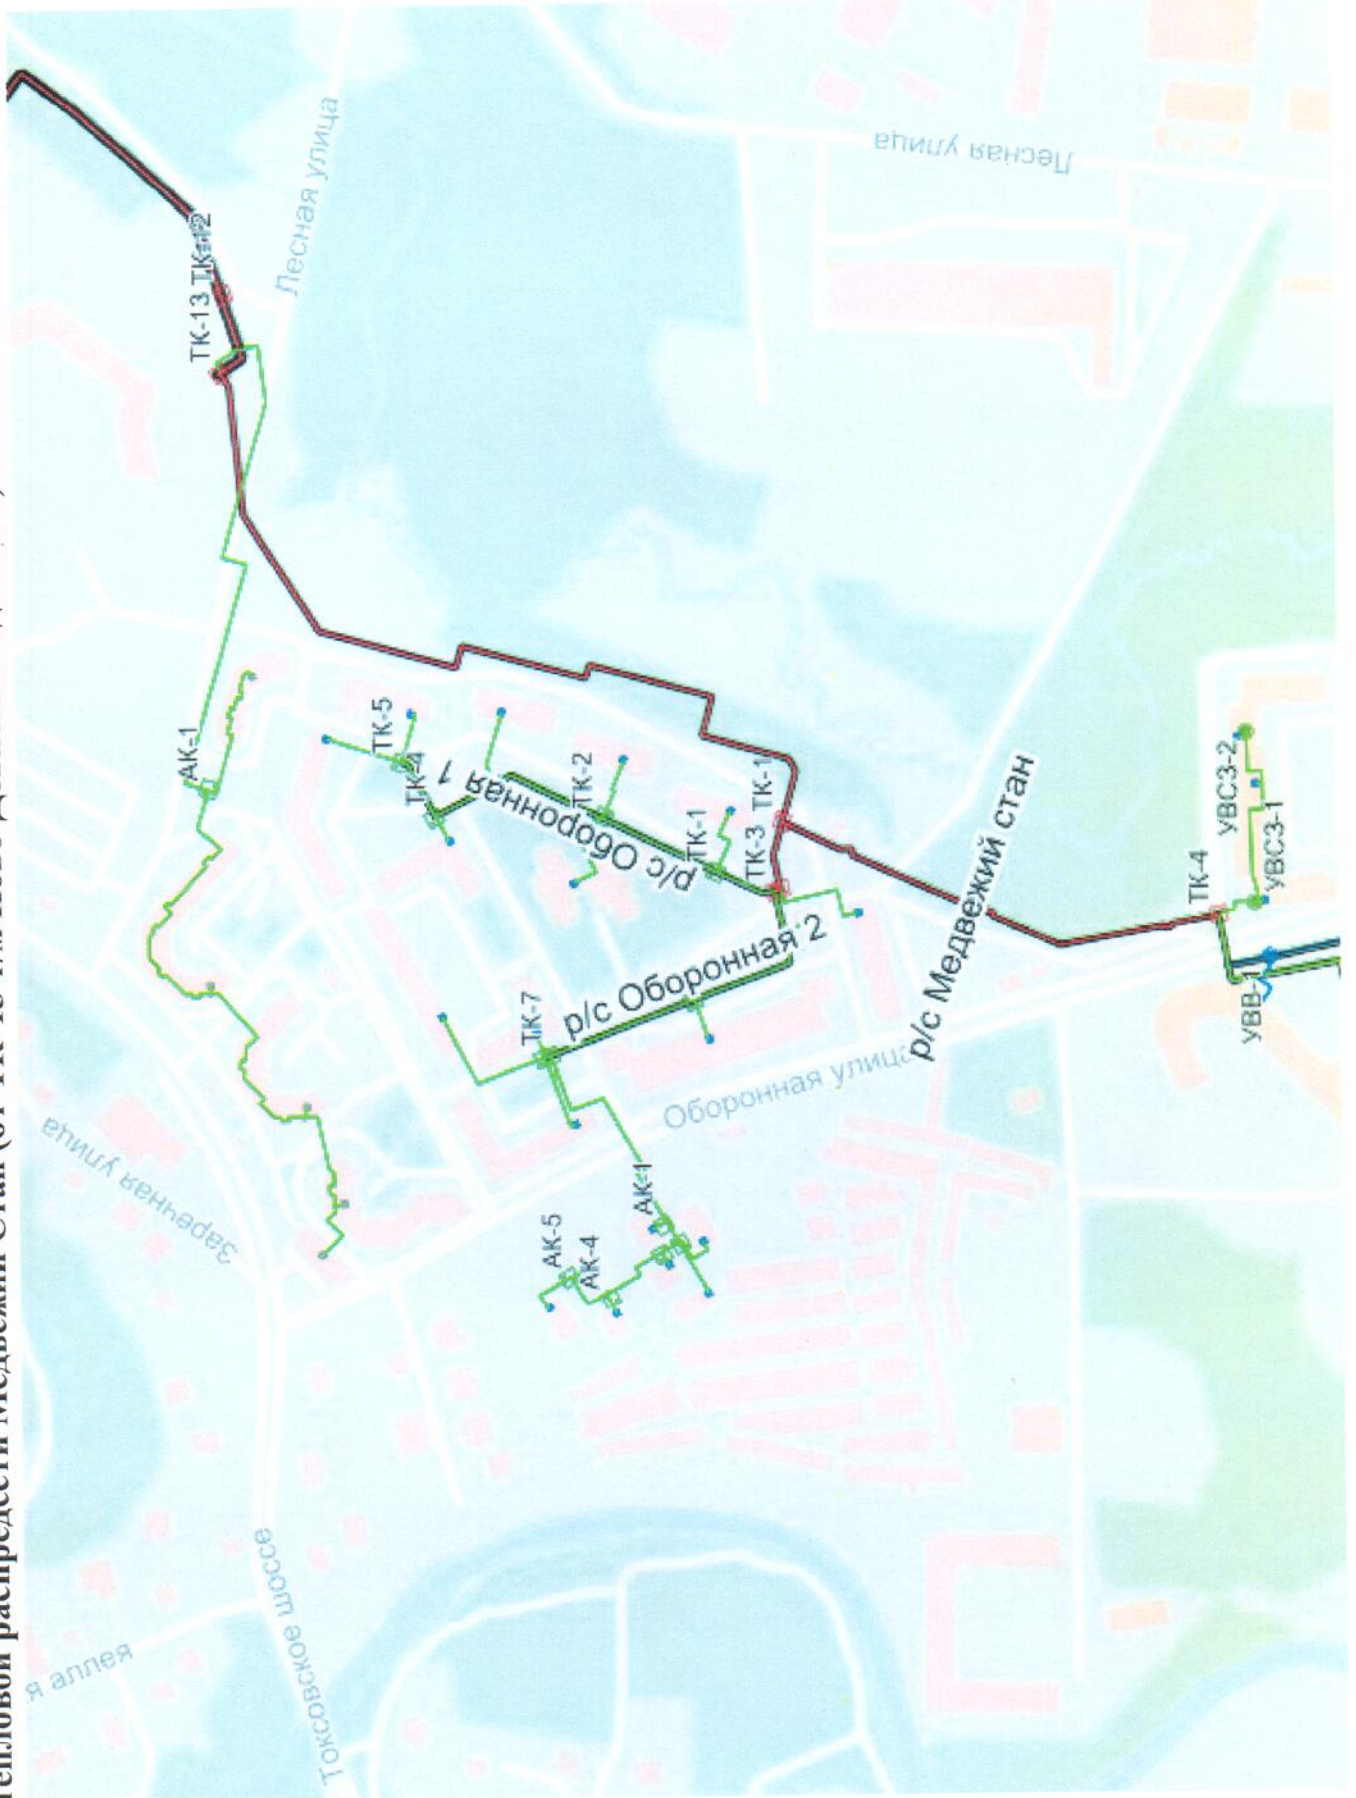 Лесная улица
Лесная улица
ТК-13
ТК-12
АК-1
ТК-5
ТК-4
р/с Оборонная 1
ТК-2
ТК-1
ТК-1
ТК-3
р/с Оборонная 2
ТК-7
р/с Медвежий стан
Оборонная улица
Заречная улица
АК-1
АК-5
АК-4
ТК-4
УВСЗ-2
УВСЗ-1
УВВ-1
Токсовское шоссе
я аллея
Медвежий Стан (от ТК-13